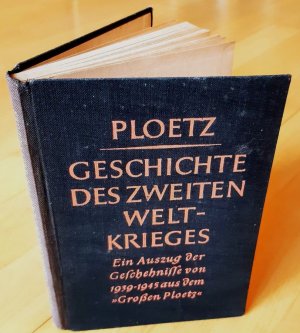 PLOETZ
GESCHICHTE
DES ZWEITEN
WELT-
KRIEGES
Ein Auszug der
Geschehnisse von
1939-1945 aus dem
»Großen Ploetz«